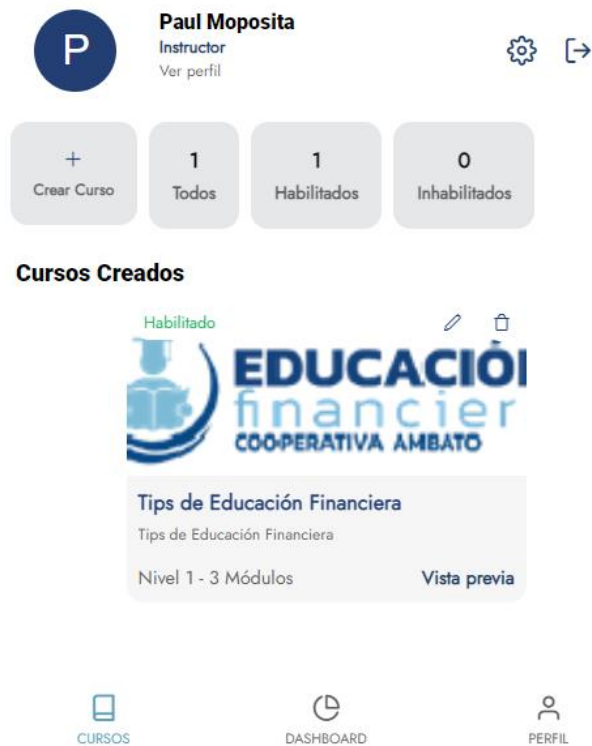 P
Paul Moposita
Instructor
Ver perfil
+
Crear Curso
1
Todos
1
Habilitados
0
Inhabilitados
Cursos Creados
Habilitado
EDUCACIÓ
financier
COOPERATIVA AMBATO
Tips de Educación Financiera
Tips de Educación Financiera
Nivel 1 - 3 Módulos
Vista previa
CURSOS
DASHBOARD
PERFIL